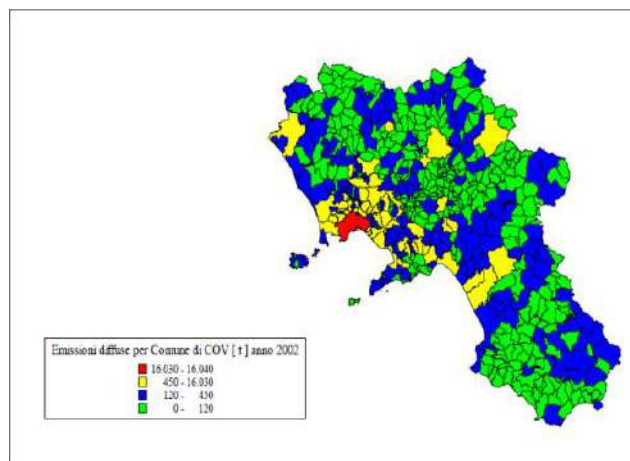 Emissioni diffuse per Comune di COV [ t ] anno 2002
16.030 - 16.040
450 - 16.030
120 - 450
0 - 120